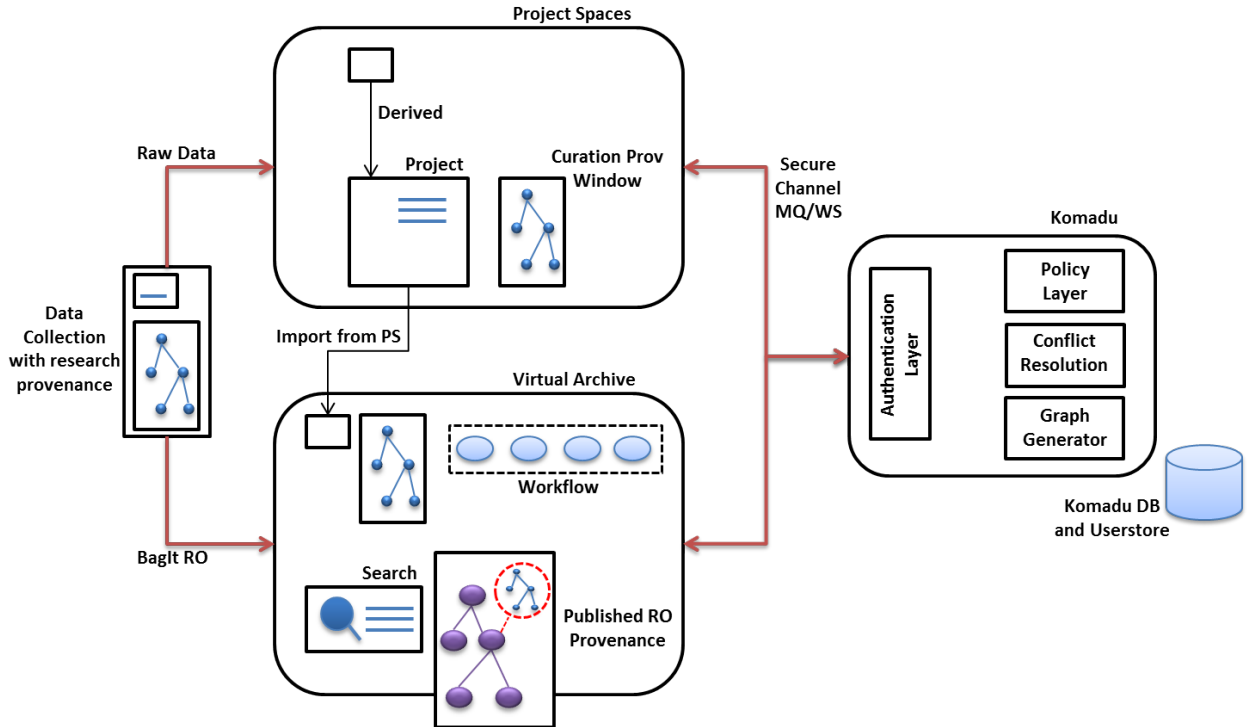 Project Spaces
Derived
Raw Data
Project
Curation Prov
Window
Secure
Channel
MQ/WS
Komadu
Policy
Layer
Authentication
Layer
Conflict
Resolution
Graph
Generator
Data
Collection
with research
provenance
Import from PS
Virtual Archive
Workflow
Komadu DB
and Userstore
BagIt RO
Search
Published RO
Provenance